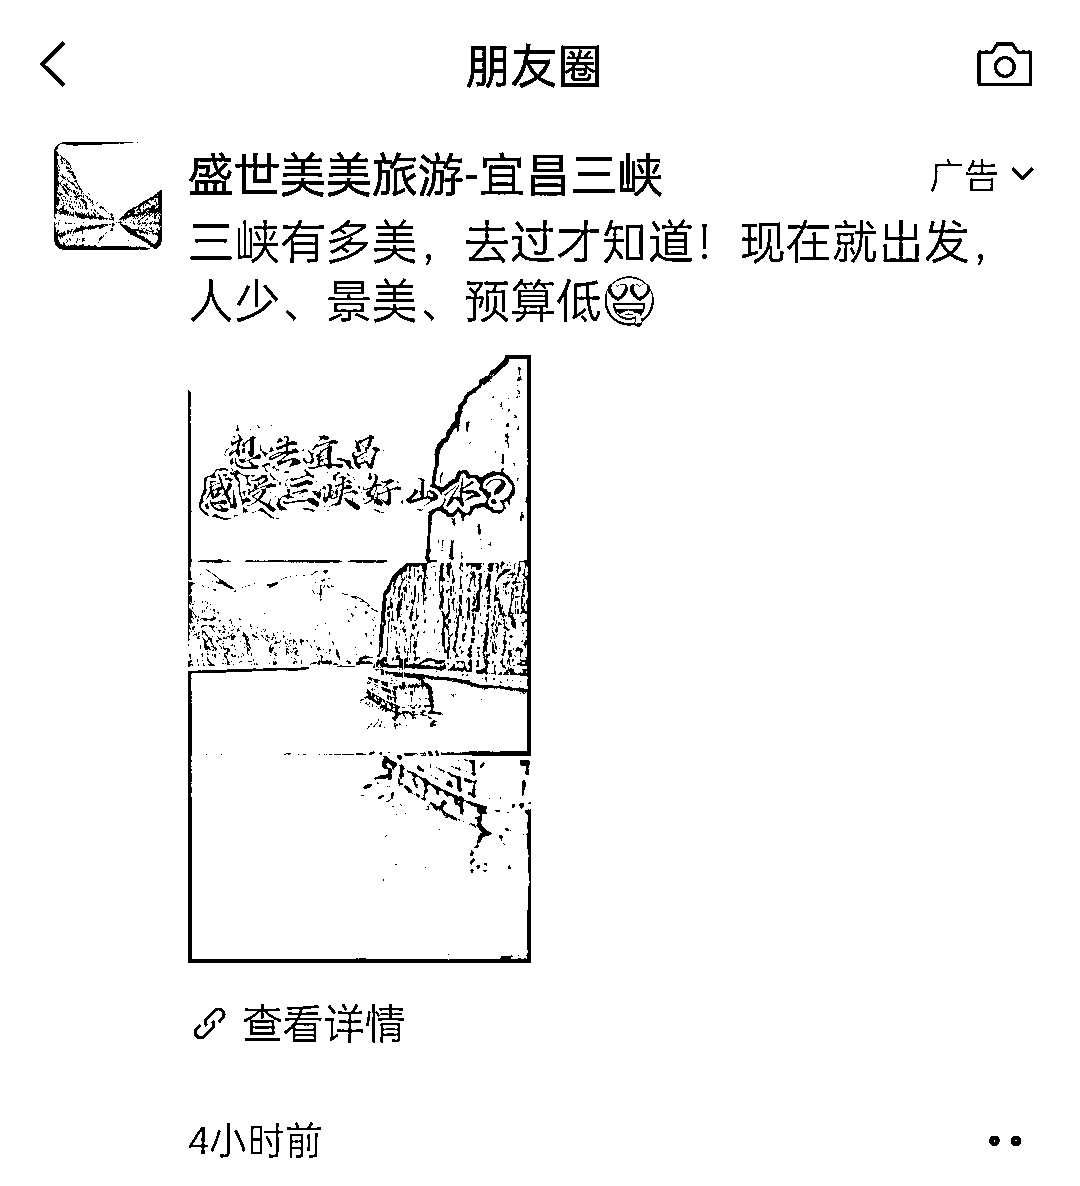 朋友圈
盛世美美旅游-宜昌三峡
广告
三峡有多美，去过才知道！现在就出发，
人少、景美、预算低
想去宜昌
感受三峡好山水？
查看详情
4小时前